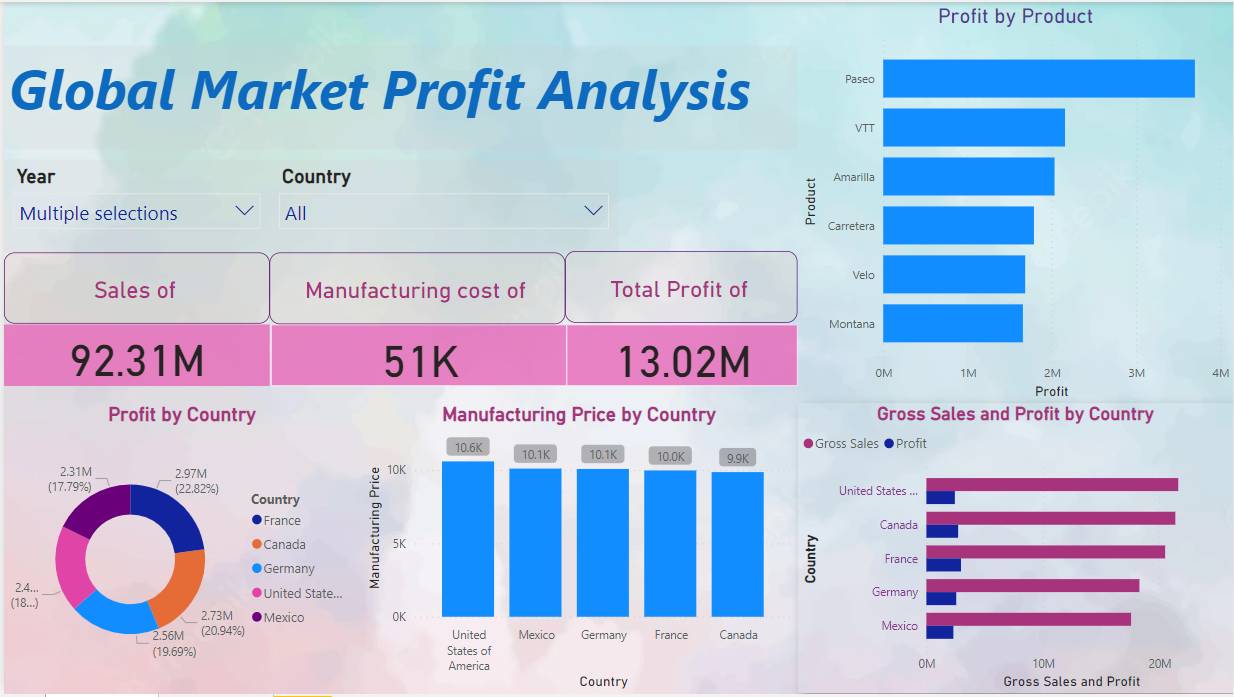 Global Market Profit Analysis
Year
Multiple selections
Country
All
Sales of
92.31M
Manufacturing cost of
51K
Total Profit of
13.02M
Profit by Product
Product
Paseo
VTT
Amarilla
Carretera
Velo
Montana
0M 1M 2M 3M 4M
Profit
Profit by Country
2.97M
(22.82%)
2.73M
(20.94%)
2.56M
(19.69%)
2.4...
(18...)
2.31M
(17.79%)
Country
France
Canada
Germany
United State...
Mexico
Manufacturing Price by Country
Manufacturing Price
10K
5K
0K
10.6K 10.1K 10.1K 10.0K 9.9K
United
States of
America
Mexico
Germany
France
Canada
Country
Gross Sales and Profit by Country
Gross Sales Profit
Country
United States ...
Canada
France
Germany
Mexico
0M 10M 20M
Gross Sales and Profit